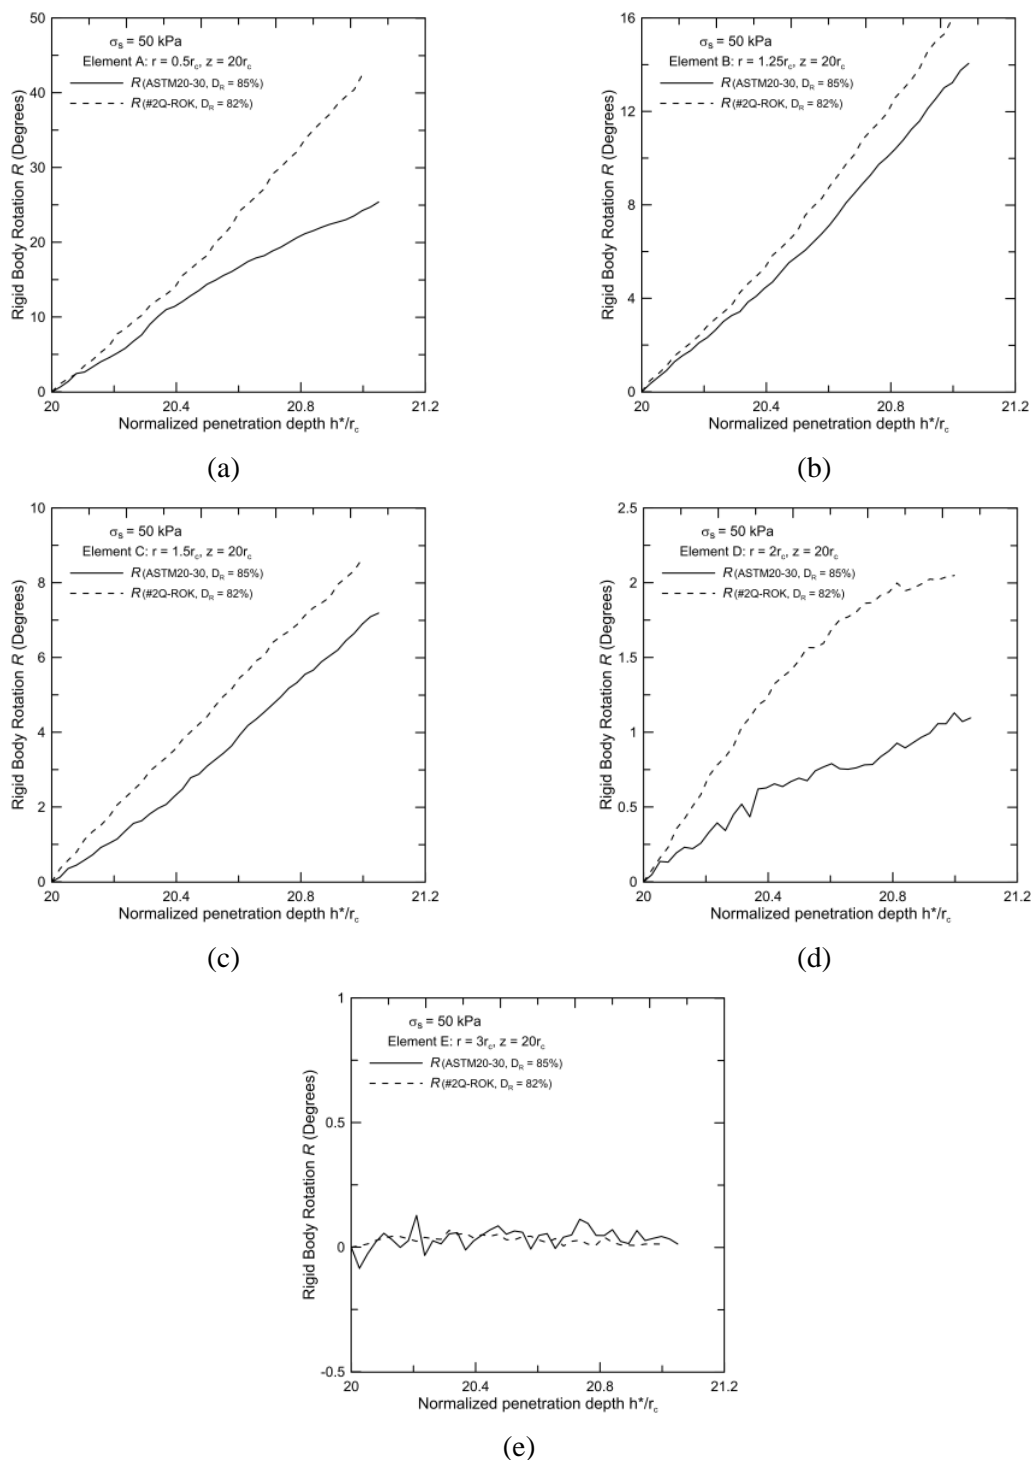 50
40
30
20
10
0
Rigid Body Rotation R (Degrees)
σs = 50 kPa
Element A: r = 0.5rc, z = 20rc
R(ASTM20-30, DR = 85%)
R(#2Q-ROK, DR = 82%)
20 20.4 20.8 21.2
Normalized penetration depth h*/rc
(a)
16
12
8
4
0
Rigid Body Rotation R (Degrees)
σs = 50 kPa
Element B: r = 1.25rc, z = 20rc
R(ASTM20-30, DR = 85%)
R(#2Q-ROK, DR = 82%)
20 20.4 20.8 21.2
Normalized penetration depth h*/rc
(b)
10
8
6
4
2
0
Rigid Body Rotation R (Degrees)
σs = 50 kPa
Element C: r = 1.5rc, z = 20rc
R(ASTM20-30, DR = 85%)
R(#2Q-ROK, DR = 82%)
20 20.4 20.8 21.2
Normalized penetration depth h*/rc
(c)
2.5
2
1.5
1
0.5
0
Rigid Body Rotation R (Degrees)
σs = 50 kPa
Element D: r = 2rc, z = 20rc
R(ASTM20-30, DR = 85%)
R(#2Q-ROK, DR = 82%)
20 20.4 20.8 21.2
Normalized penetration depth h*/rc
(d)
1
0.5
0
-0.5
Rigid Body Rotation R (Degrees)
σs = 50 kPa
Element E: r = 3rc, z = 20rc
R(ASTM20-30, DR = 85%)
R(#2Q-ROK, DR = 82%)
20 20.4 20.8 21.2
Normalized penetration depth h*/rc
(e)